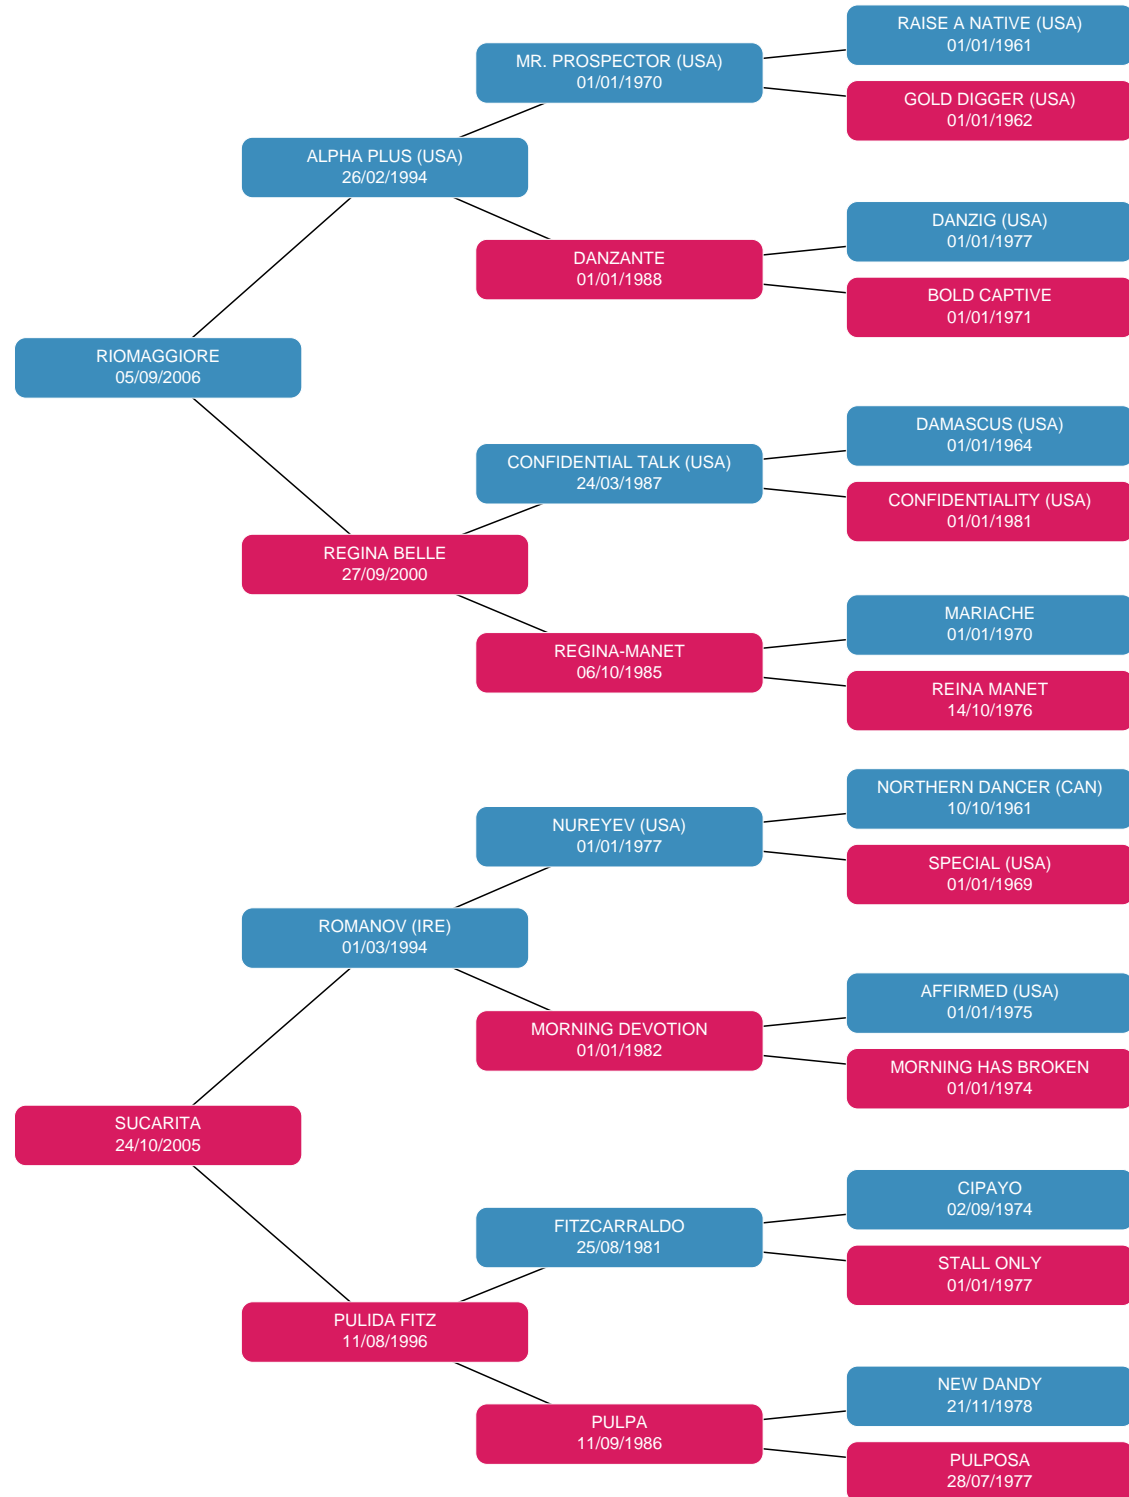 RAISE A NATIVE (USA)
01/01/1961
MR. PROSPECTOR (USA)
01/01/1970
GOLD DIGGER (USA)
01/01/1962
ALPHA PLUS (USA)
26/02/1994
DANZIG (USA)
01/01/1977
DANZANTE
01/01/1988
BOLD CAPTIVE
01/01/1971
RIOMAGGIORE
05/09/2006
DAMASCUS (USA)
01/01/1964
CONFIDENTIAL TALK (USA)
24/03/1987
CONFIDENTIALITY (USA)
01/01/1981
REGINA BELLE
27/09/2000
MARIACHE
01/01/1970
REGINA-MANET
06/10/1985
REINA MANET
14/10/1976
NORTHERN DANCER (CAN)
10/10/1961
NUREYEV (USA)
01/01/1977
SPECIAL (USA)
01/01/1969
ROMANOV (IRE)
01/03/1994
AFFIRMED (USA)
01/01/1975
MORNING DEVOTION
01/01/1982
MORNING HAS BROKEN
01/01/1974
SUCARITA
24/10/2005
CIPAYO
02/09/1974
FITZCARRALDO
25/08/1981
STALL ONLY
01/01/1977
PULIDA FITZ
11/08/1996
NEW DANDY
21/11/1978
PULPA
11/09/1986
PULPOSA
28/07/1977